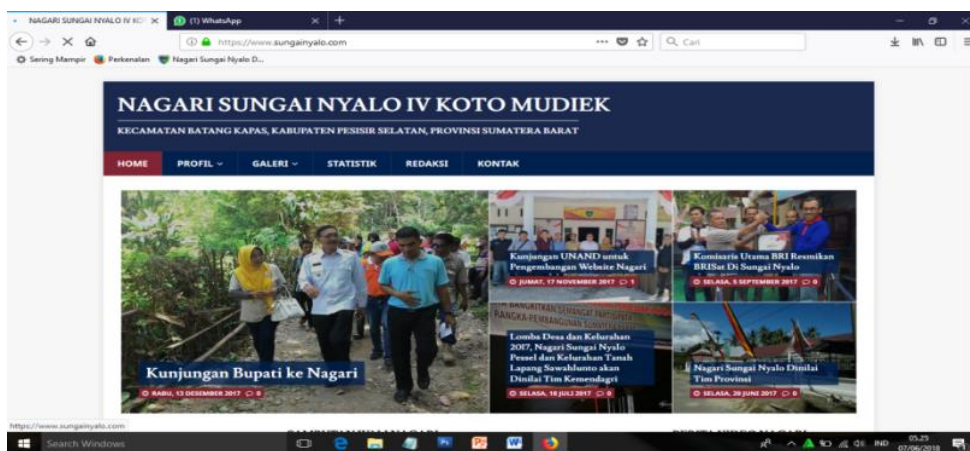 NAGARI SUNGAI NYALO IV KO
(1) WhatsApp
https://www.sungainyalo.com
Cari
Sering Mampir
Perkenalan
Nagari Sungai Nyalo D...
NAGARI SUNGAI NYALO IV KOTO MUDIEK
KECAMATAN BATANG KAPAS, KABUPATEN PESISIR SELATAN, PROVINSI SUMATERA BARAT
HOME PROFIL GALERI STATISTIK REDAKSI KONTAK
Kunjungan Bupati ke Nagari
RABU, 13 DESEMBER 2017 0
Kunjungan UNAND untuk
Pengembangan Website Nagari
JUMAT, 17 NOVEMBER 2017 1
Komisaris Utama BRI Resmikan
BRISat Di Sungai Nyalo
SELASA, 5 SEPTEMBER 2017 0
RANGKA PEMBANGUNAN SUMATERA
Lomba Desa dan Kelurahan
2017, Nagari Sungai Nyalo
Pessel dan Kelurahan Tanah
Lapang Sawahlunto akan
Dinilai Tim Kemendagri
SELASA, 18 JULI 2017 0
Nagari Sungai Nyalo Dinilai
Tim Provinsi
SELASA, 20 JUNI 2017 0
https://www.sungainyalo.com
Search Windows
IND
05.29
07/06/2018